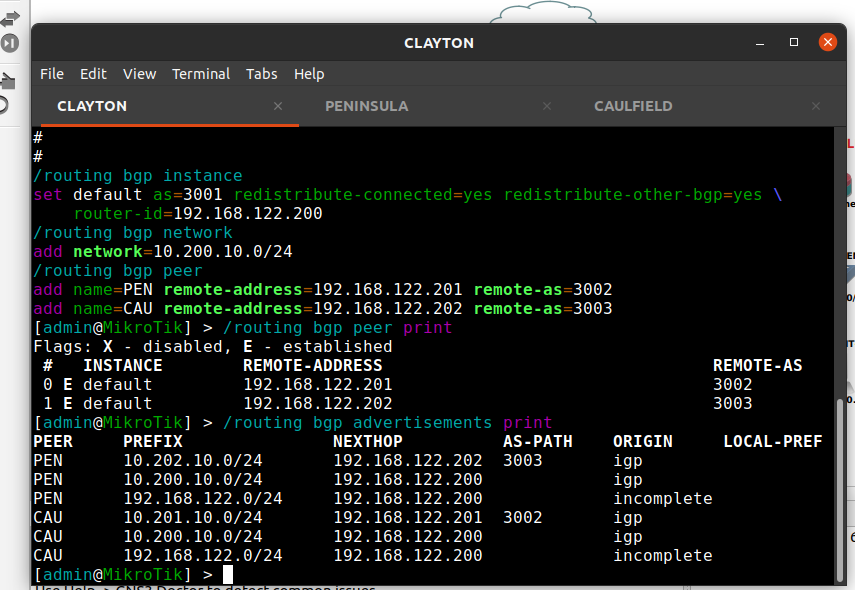 CLAYTON
File Edit View Terminal Tabs Help
CLAYTON × PENINSULA × CAULFIELD ×
#
#
/routing bgp instance
set default as=3001 redistribute-connected=yes redistribute-other-bgp=yes \
router-id=192.168.122.200
/routing bgp network
add network=10.200.10.0/24
/routing bgp peer
add name=PEN remote-address=192.168.122.201 remote-as=3002
add name=CAU remote-address=192.168.122.202 remote-as=3003
[admin@MikroTik] > /routing bgp peer print
Flags: X - disabled, E - established
# INSTANCE REMOTE-ADDRESS REMOTE-AS
0 E default 192.168.122.201 3002
1 E default 192.168.122.202 3003
[admin@MikroTik] > /routing bgp advertisements print
PEER PREFIX NEXTHOP AS-PATH ORIGIN LOCAL-PREF
PEN 10.202.10.0/24 192.168.122.202 3003 igp
PEN 10.200.10.0/24 192.168.122.200 igp
PEN 192.168.122.0/24 192.168.122.200 incomplete
CAU 10.201.10.0/24 192.168.122.201 3002 igp
CAU 10.200.10.0/24 192.168.122.200 igp
CAU 192.168.122.0/24 192.168.122.200 incomplete
[admin@MikroTik] >
Use Help -> GNS3 Doctor to detect common issues